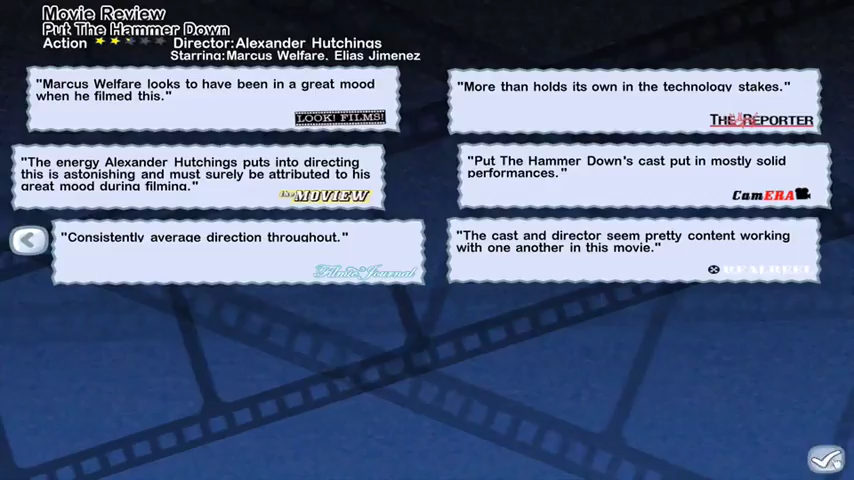 Movie Review
Put The Hammer Down
Action Director:Alexander Hutchings
Starring:Marcus Welfare, Elias Jimenez
"Marcus Welfare looks to have been in a great mood
when he filmed this."
LOOK! FILMS!
"More than holds its own in the technology stakes."
THE REPORTER
"The energy Alexander Hutchings puts into directing
this is astonishing and must surely be attributed to his
great mood during filming."
the MOVIEW
"Put The Hammer Down's cast put in mostly solid
performances."
CamERA
"Consistently average direction throughout."
Filmic Journal
"The cast and director seem pretty content working
with one another in this movie."
REALREEL